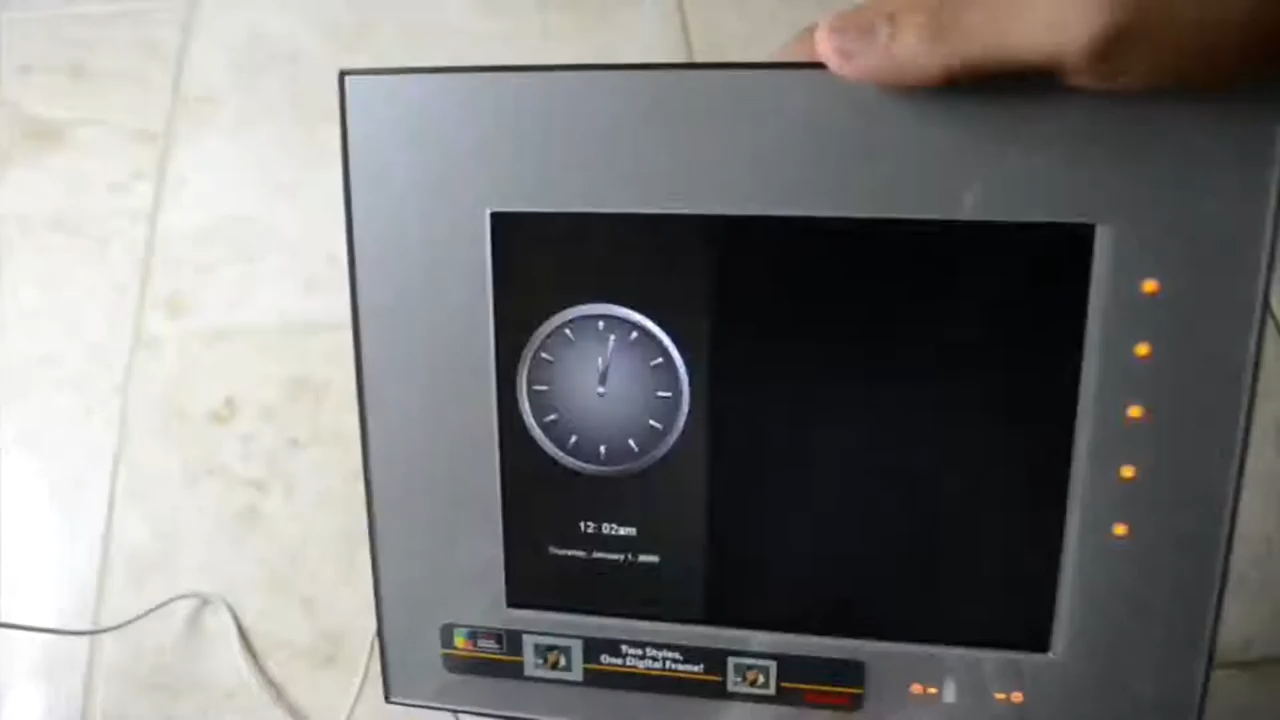 12:02am
Thursday, January 1, 2009
Two Styles,
One Digital Frame!